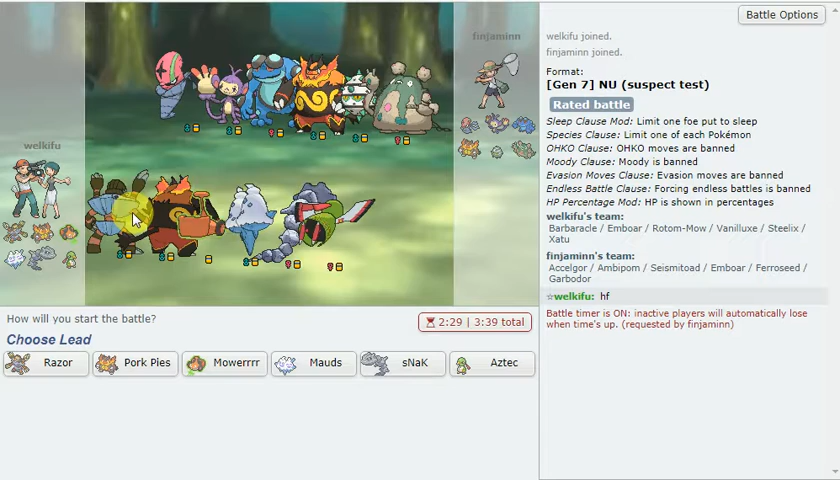 Battle Options
welkifu
finjaminn
welkifu joined.
finjaminn joined.
Format:
[Gen 7] NU (suspect test)
Rated battle
Sleep Clause Mod: Limit one foe put to sleep
Species Clause: Limit one of each Pokémon
OHKO Clause: OHKO moves are banned
Moody Clause: Moody is banned
Evasion Moves Clause: Evasion moves are banned
Endless Battle Clause: Forcing endless battles is banned
HP Percentage Mod: HP is shown in percentages
welkifu's team:
Barbaracle / Emboar / Rotom-Mow / Vanilluxe / Steelix /
Xatu
finjaminn's team:
Accelgor / Ambipom / Seismitoad / Emboar / Ferroseed /
Garbodor
☆welkifu: hf
Battle timer is ON: inactive players will automatically lose
when time's up. (requested by finjaminn)
How will you start the battle?
2:29 | 3:39 total
Choose Lead
Razor
Pork Pies
Mowerrrr
Mauds
sNaK
Aztec